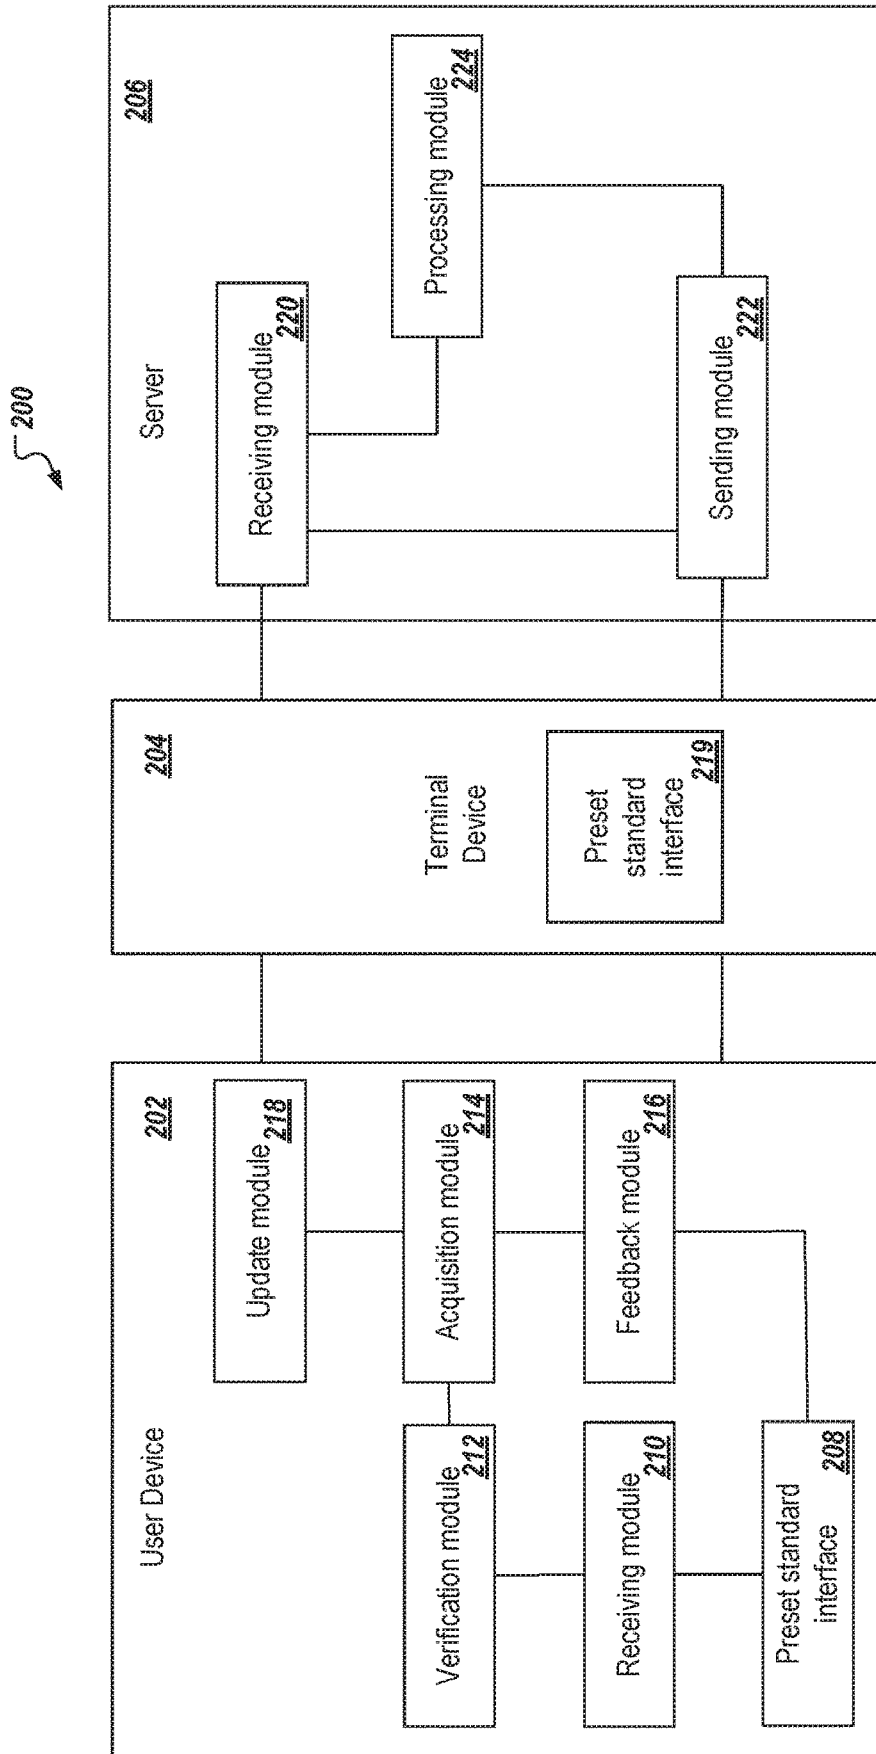 200
User Device
202
Update module
218
Verification module
212
Acquisition module
214
Receiving module
210
Feedback module
216
Preset standard
interface
208
204
Terminal
Device
Preset
standard
interface
219
Server
206
Receiving module
220
Processing module
224
Sending module
222